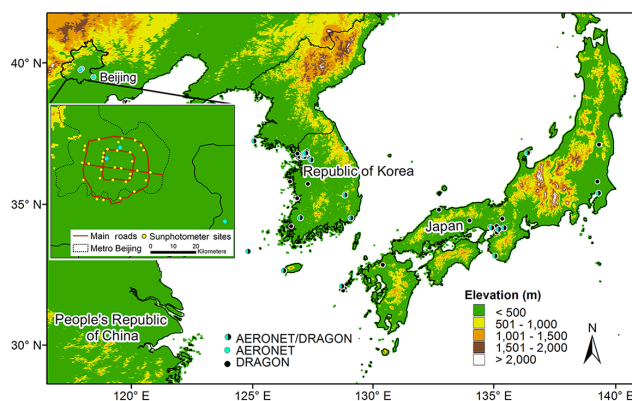 40° N
35° N
30° N
Beijing
Main roads
Sunphotometer sites
Metro Beijing
0 10 20
Kilometers
Republic of Korea
Japan
People's Republic
of China
AERONET/DRAGON
AERONET
DRAGON
Elevation (m)
< 500
501 - 1,000
1,001 - 1,500
1,501 - 2,000
> 2,000
N
120° E
125° E
130° E
135° E
140° E